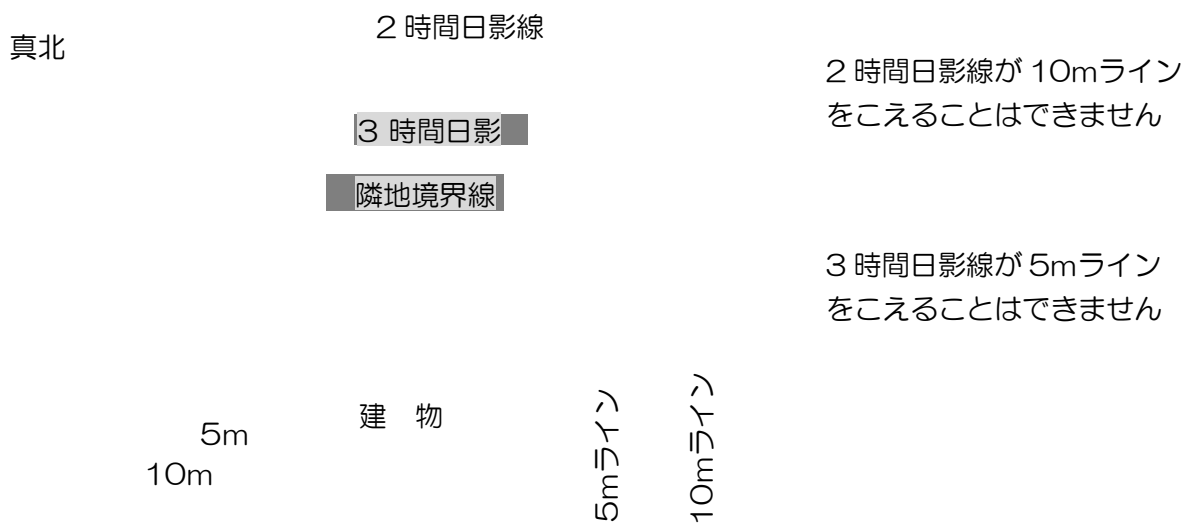 2時間日影線
真北
2時間日影線が10mライン
をこえることはできません
3時間日影
隣地境界線
3時間日影線が5mライン
をこえることはできません
建　物
5m
10m
5mライン
10mライン